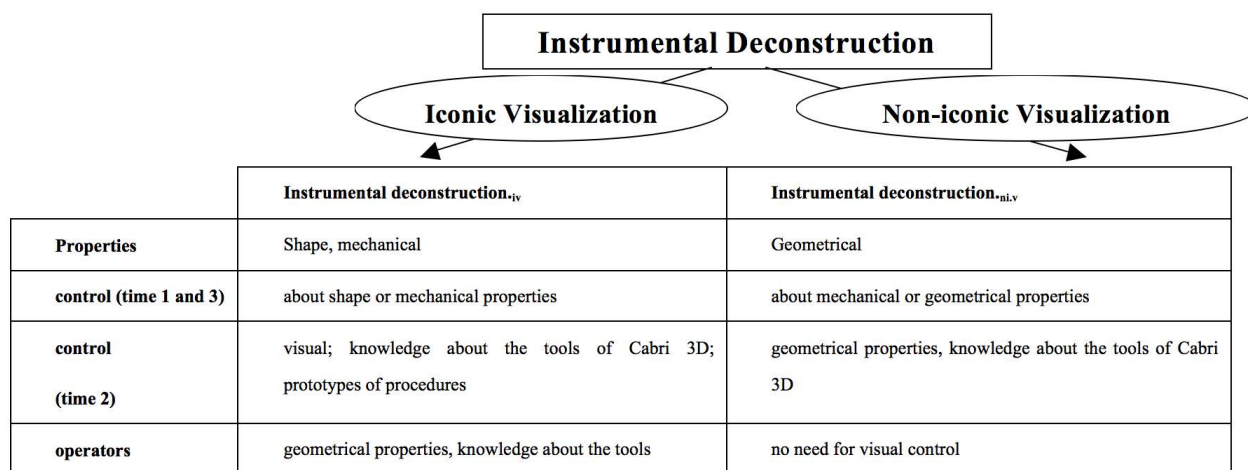 Instrumental Deconstruction
Iconic Visualization
Non-iconic Visualization
Instrumental deconstruction.iv
Instrumental deconstruction.ni.v
Properties
Shape, mechanical
Geometrical
control (time 1 and 3)
about shape or mechanical properties
about mechanical or geometrical properties
control
(time 2)
visual; knowledge about the tools of Cabri 3D;
prototypes of procedures
geometrical properties, knowledge about the tools of Cabri
3D
operators
geometrical properties, knowledge about the tools
no need for visual control